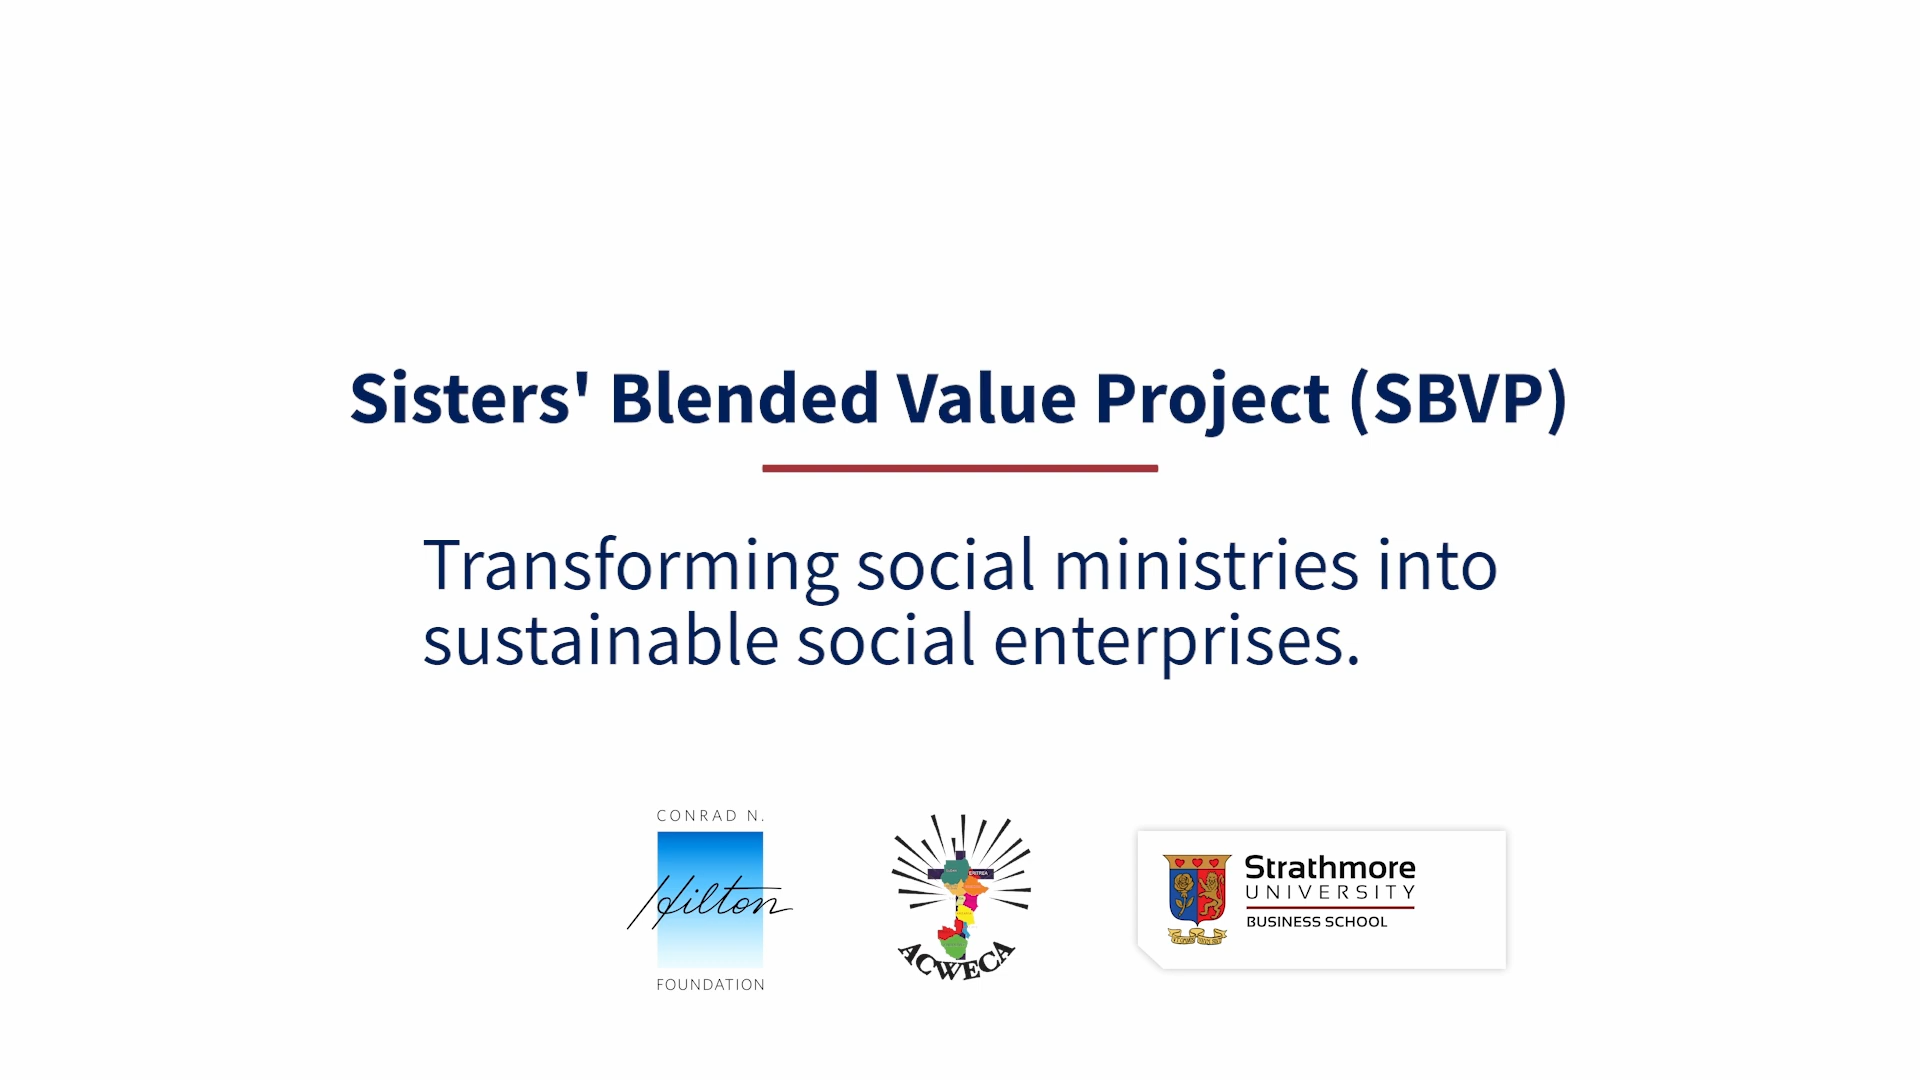 Sisters' Blended Value Project (SBVP)
Transforming social ministries into
sustainable social enterprises.
CONRAD N.
Hilton
FOUNDATION
ERITREA
ACWECA
Strathmore
UNIVERSITY
BUSINESS SCHOOL